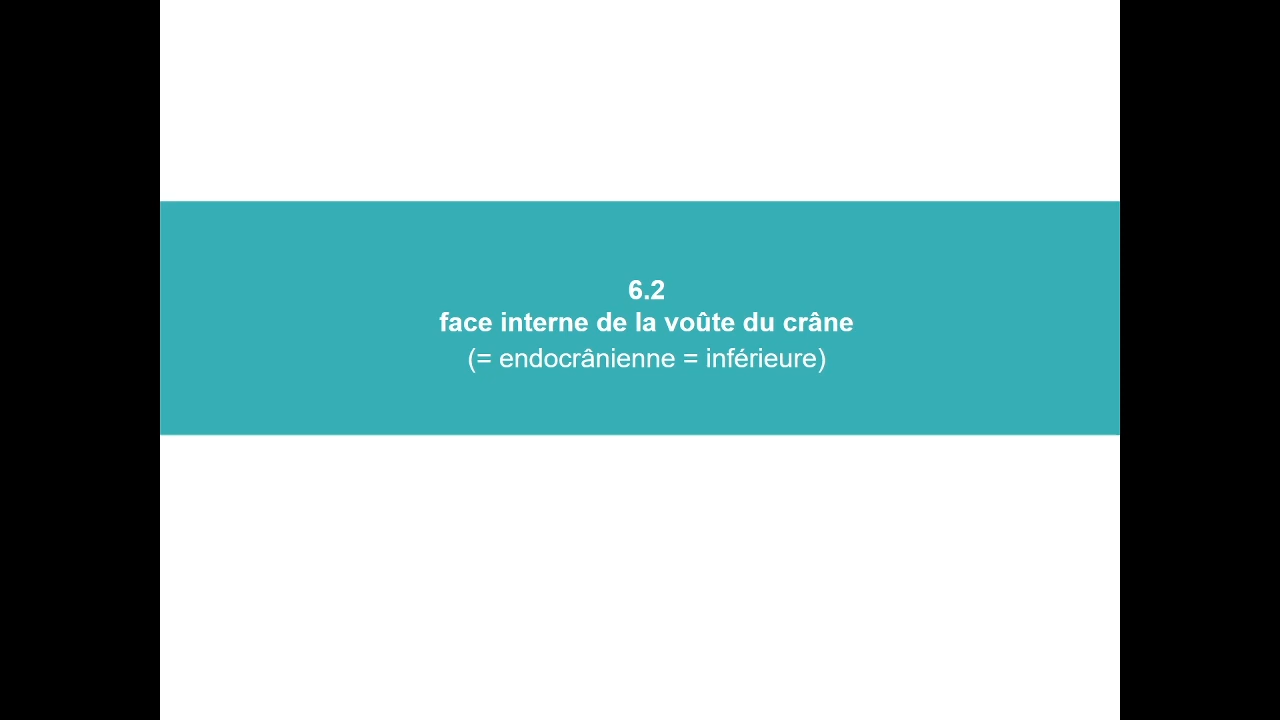 6.2
face interne de la voûte du crâne
(= endocrânienne = inférieure)